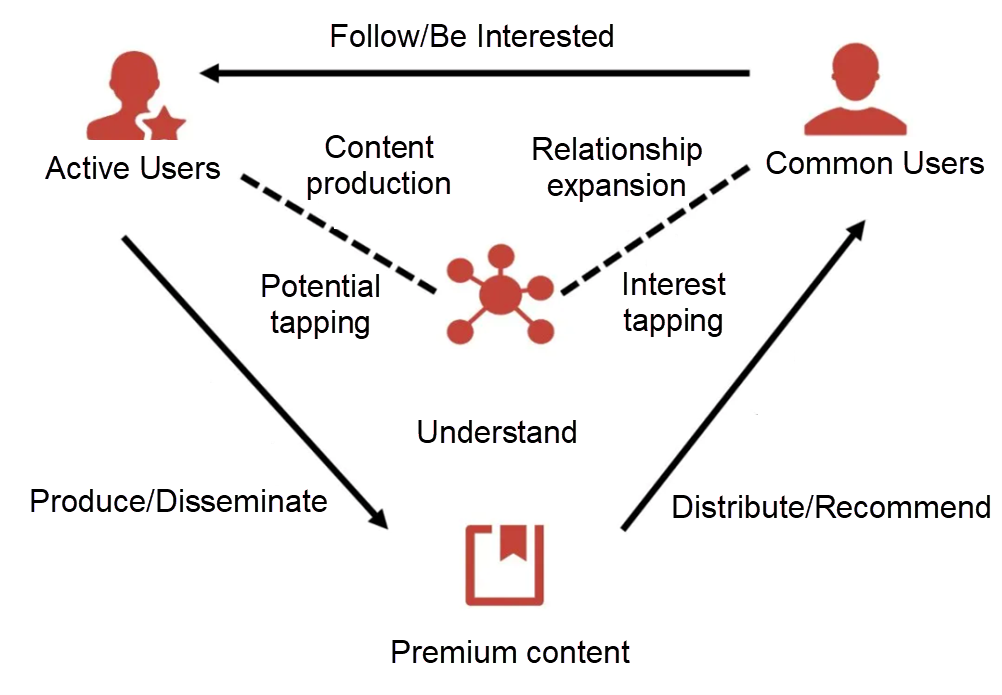 Follow/Be Interested
Active Users
Content
production
Relationship
expansion
Common Users
Potential
tapping
Interest
tapping
Understand
Produce/Disseminate
Distribute/Recommend
Premium content